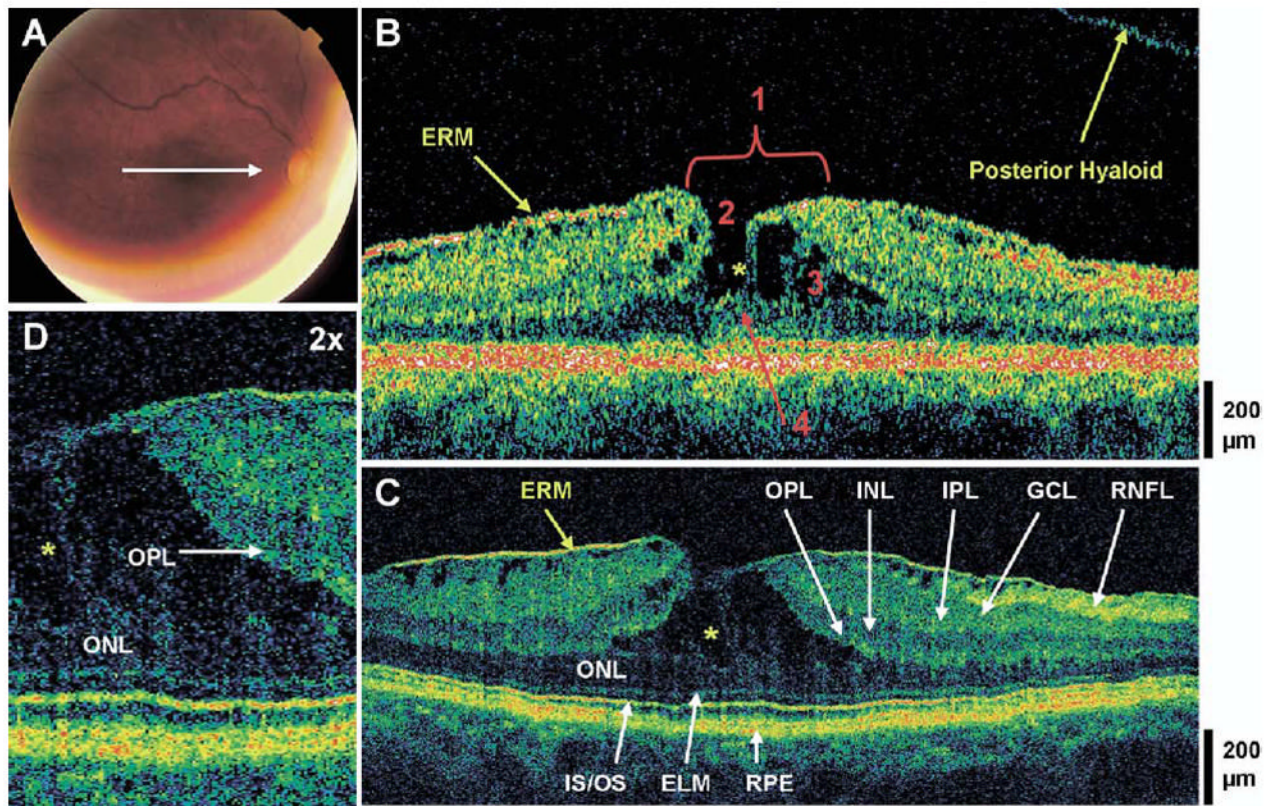 A
B
1
ERM
2
Posterior Hyaloid
*
3
4
200
µm
D
2x
*
OPL
ONL
C
ERM
OPL
INL
IPL
GCL
RNFL
*
ONL
IS/OS
ELM
RPE
200
µm